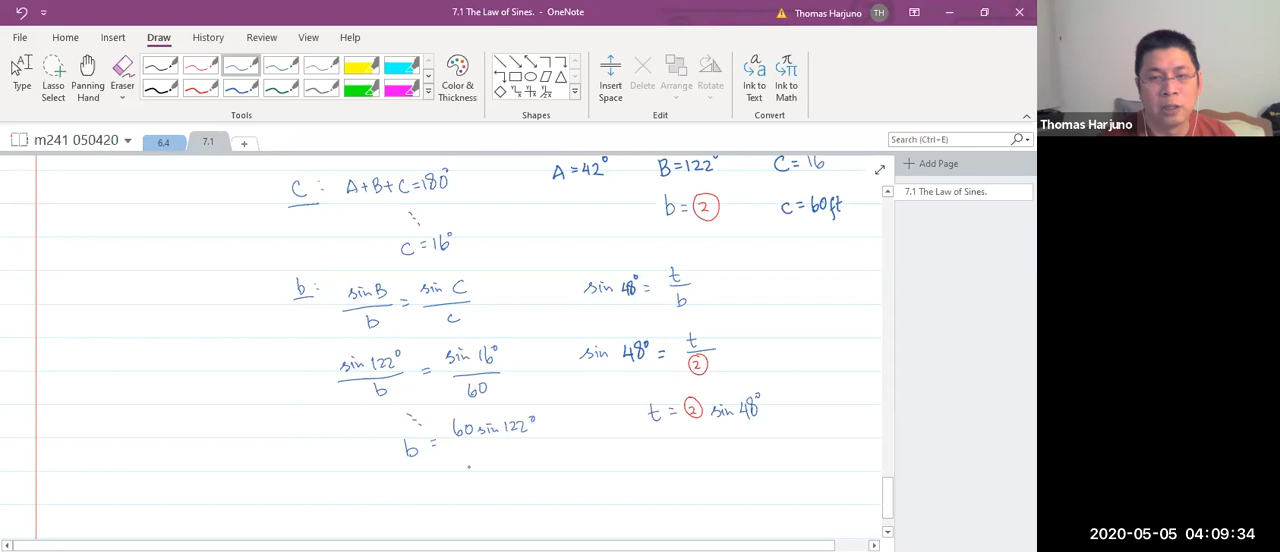 7.1 The Law of Sines. - OneNote
Thomas Harjuno TH
File Home Insert Draw History Review View Help
Type
Lasso Select
Panning Hand
Eraser
Color & Thickness
Insert Space
Delete
Arrange
Rotate
Ink to Text
Ink to Math
Tools
Shapes
Edit
Convert
Thomas Harjuno
m241 050420
6.4
7.1
Search (Ctrl+E)
Add Page
7.1 The Law of Sines.
C: A+B+C=180°
A=42° B=122° C=16
b=2 c=60ft
C=16°
b: sin B/b = sin C/c
sin 48° = t/b
sin 122°/b = sin 16°/60
sin 48° = t/2
t = 2 sin 48°
b = 60 sin 122°
2020-05-05 04:09:34